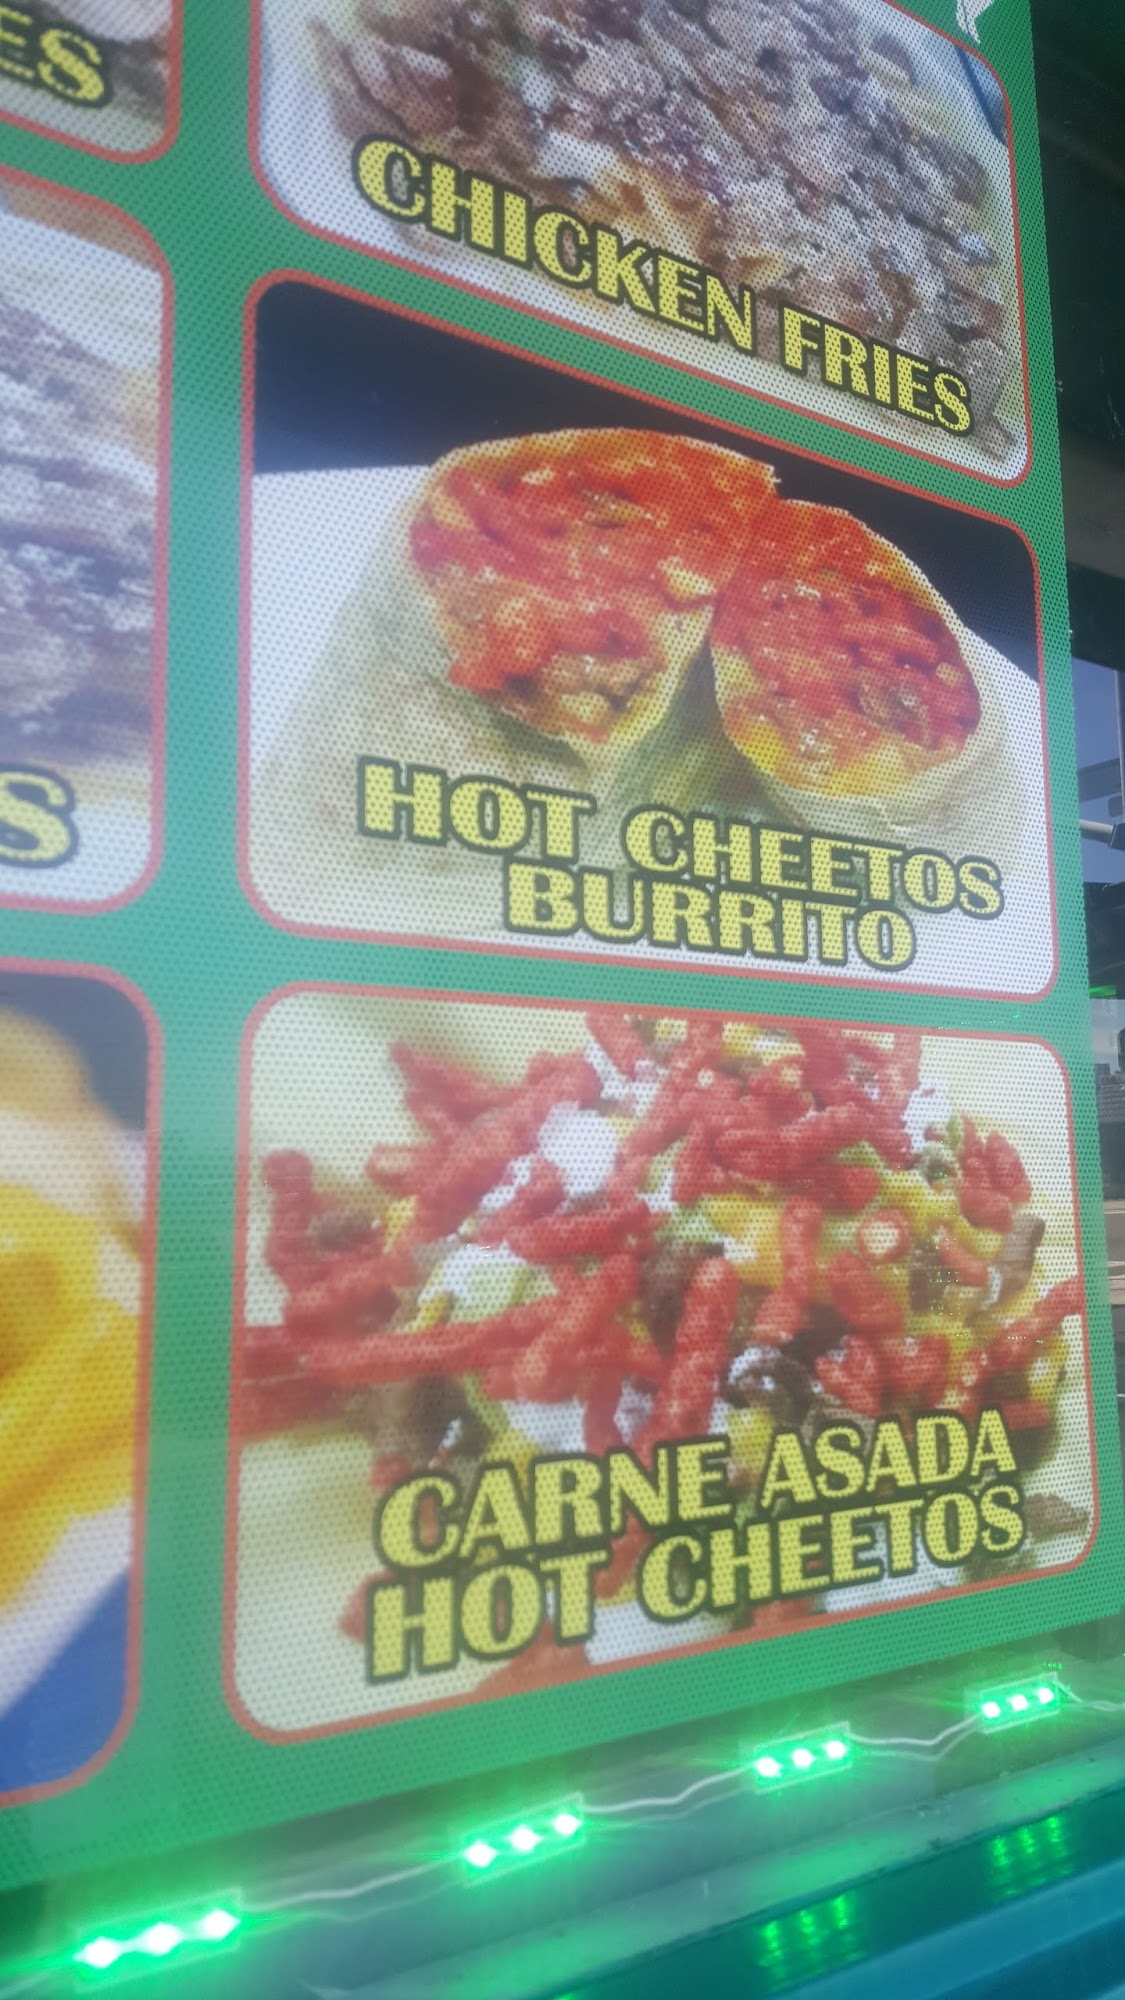 CHICKEN FRIES
HOT CHEETOS
BURRITO
CARNE ASADA
HOT CHEETOS